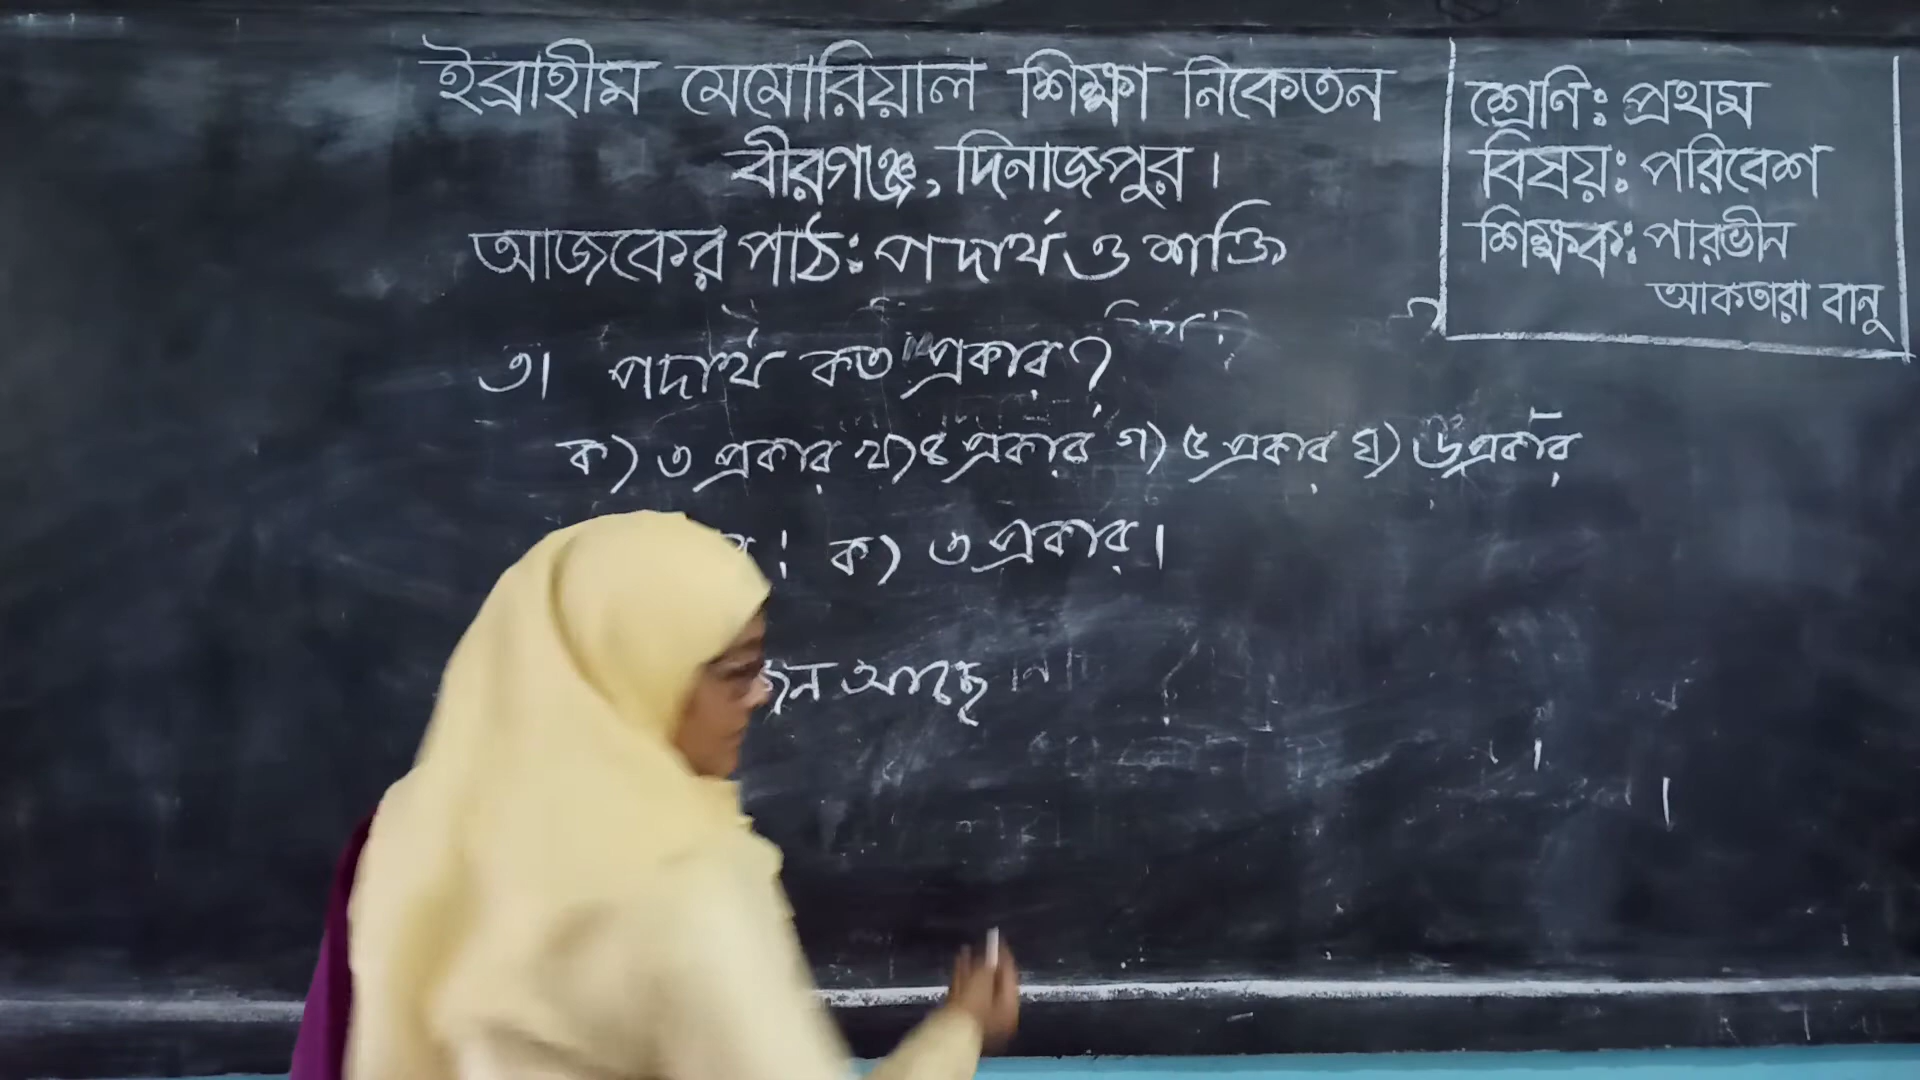 ইব্রাহীম মেমোরিয়াল শিক্ষা নিকেতন
বীরগঞ্জ, দিনাজপুর।
আজকের পাঠ: পদার্থ ও শক্তি
শ্রেণি: প্রথম
বিষয়: পরিবেশ
শিক্ষক: পারভীন
আকতারা বানু
৩। পদার্থ কত প্রকার?
ক) ৩ প্রকার খ) ৪ প্রকার গ) ৫ প্রকার ঘ) ৬ প্রকার
ক) ৩ প্রকার।
আছে